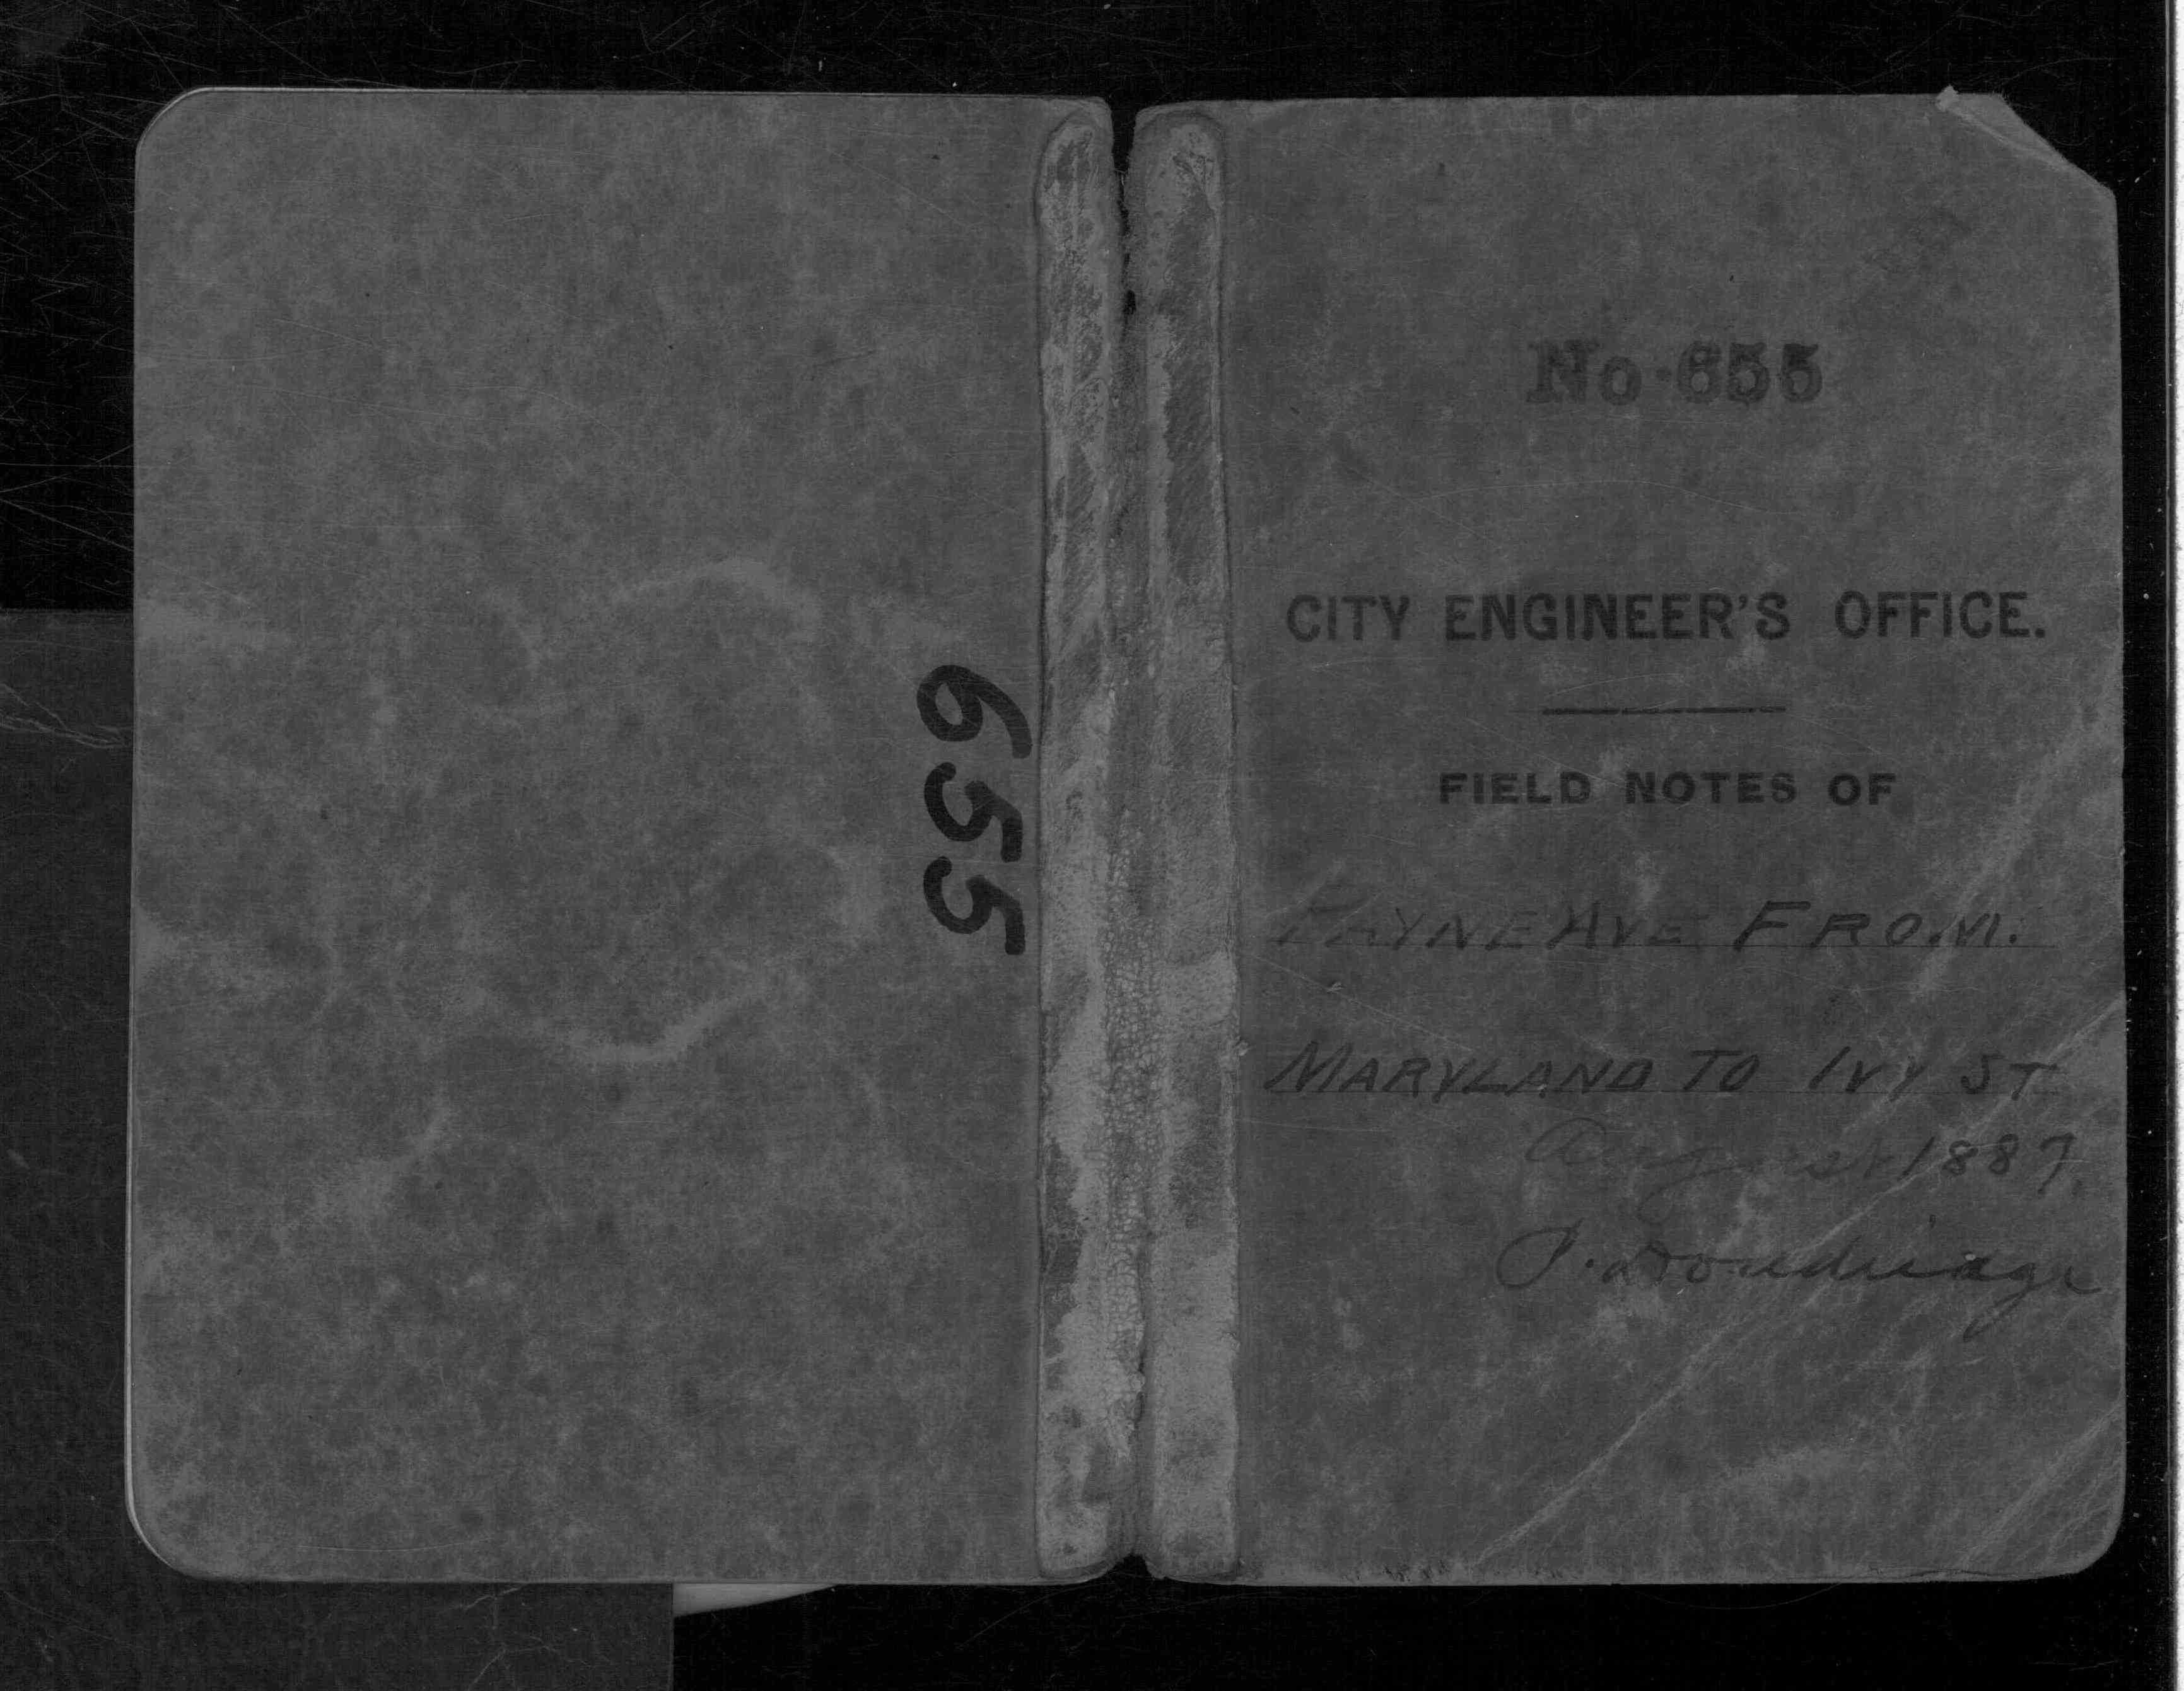 655
No 655
CITY ENGINEER'S OFFICE.
FIELD NOTES OF
PAYNE AVE FROM.
MARYLAND TO IVY ST
August 1887.